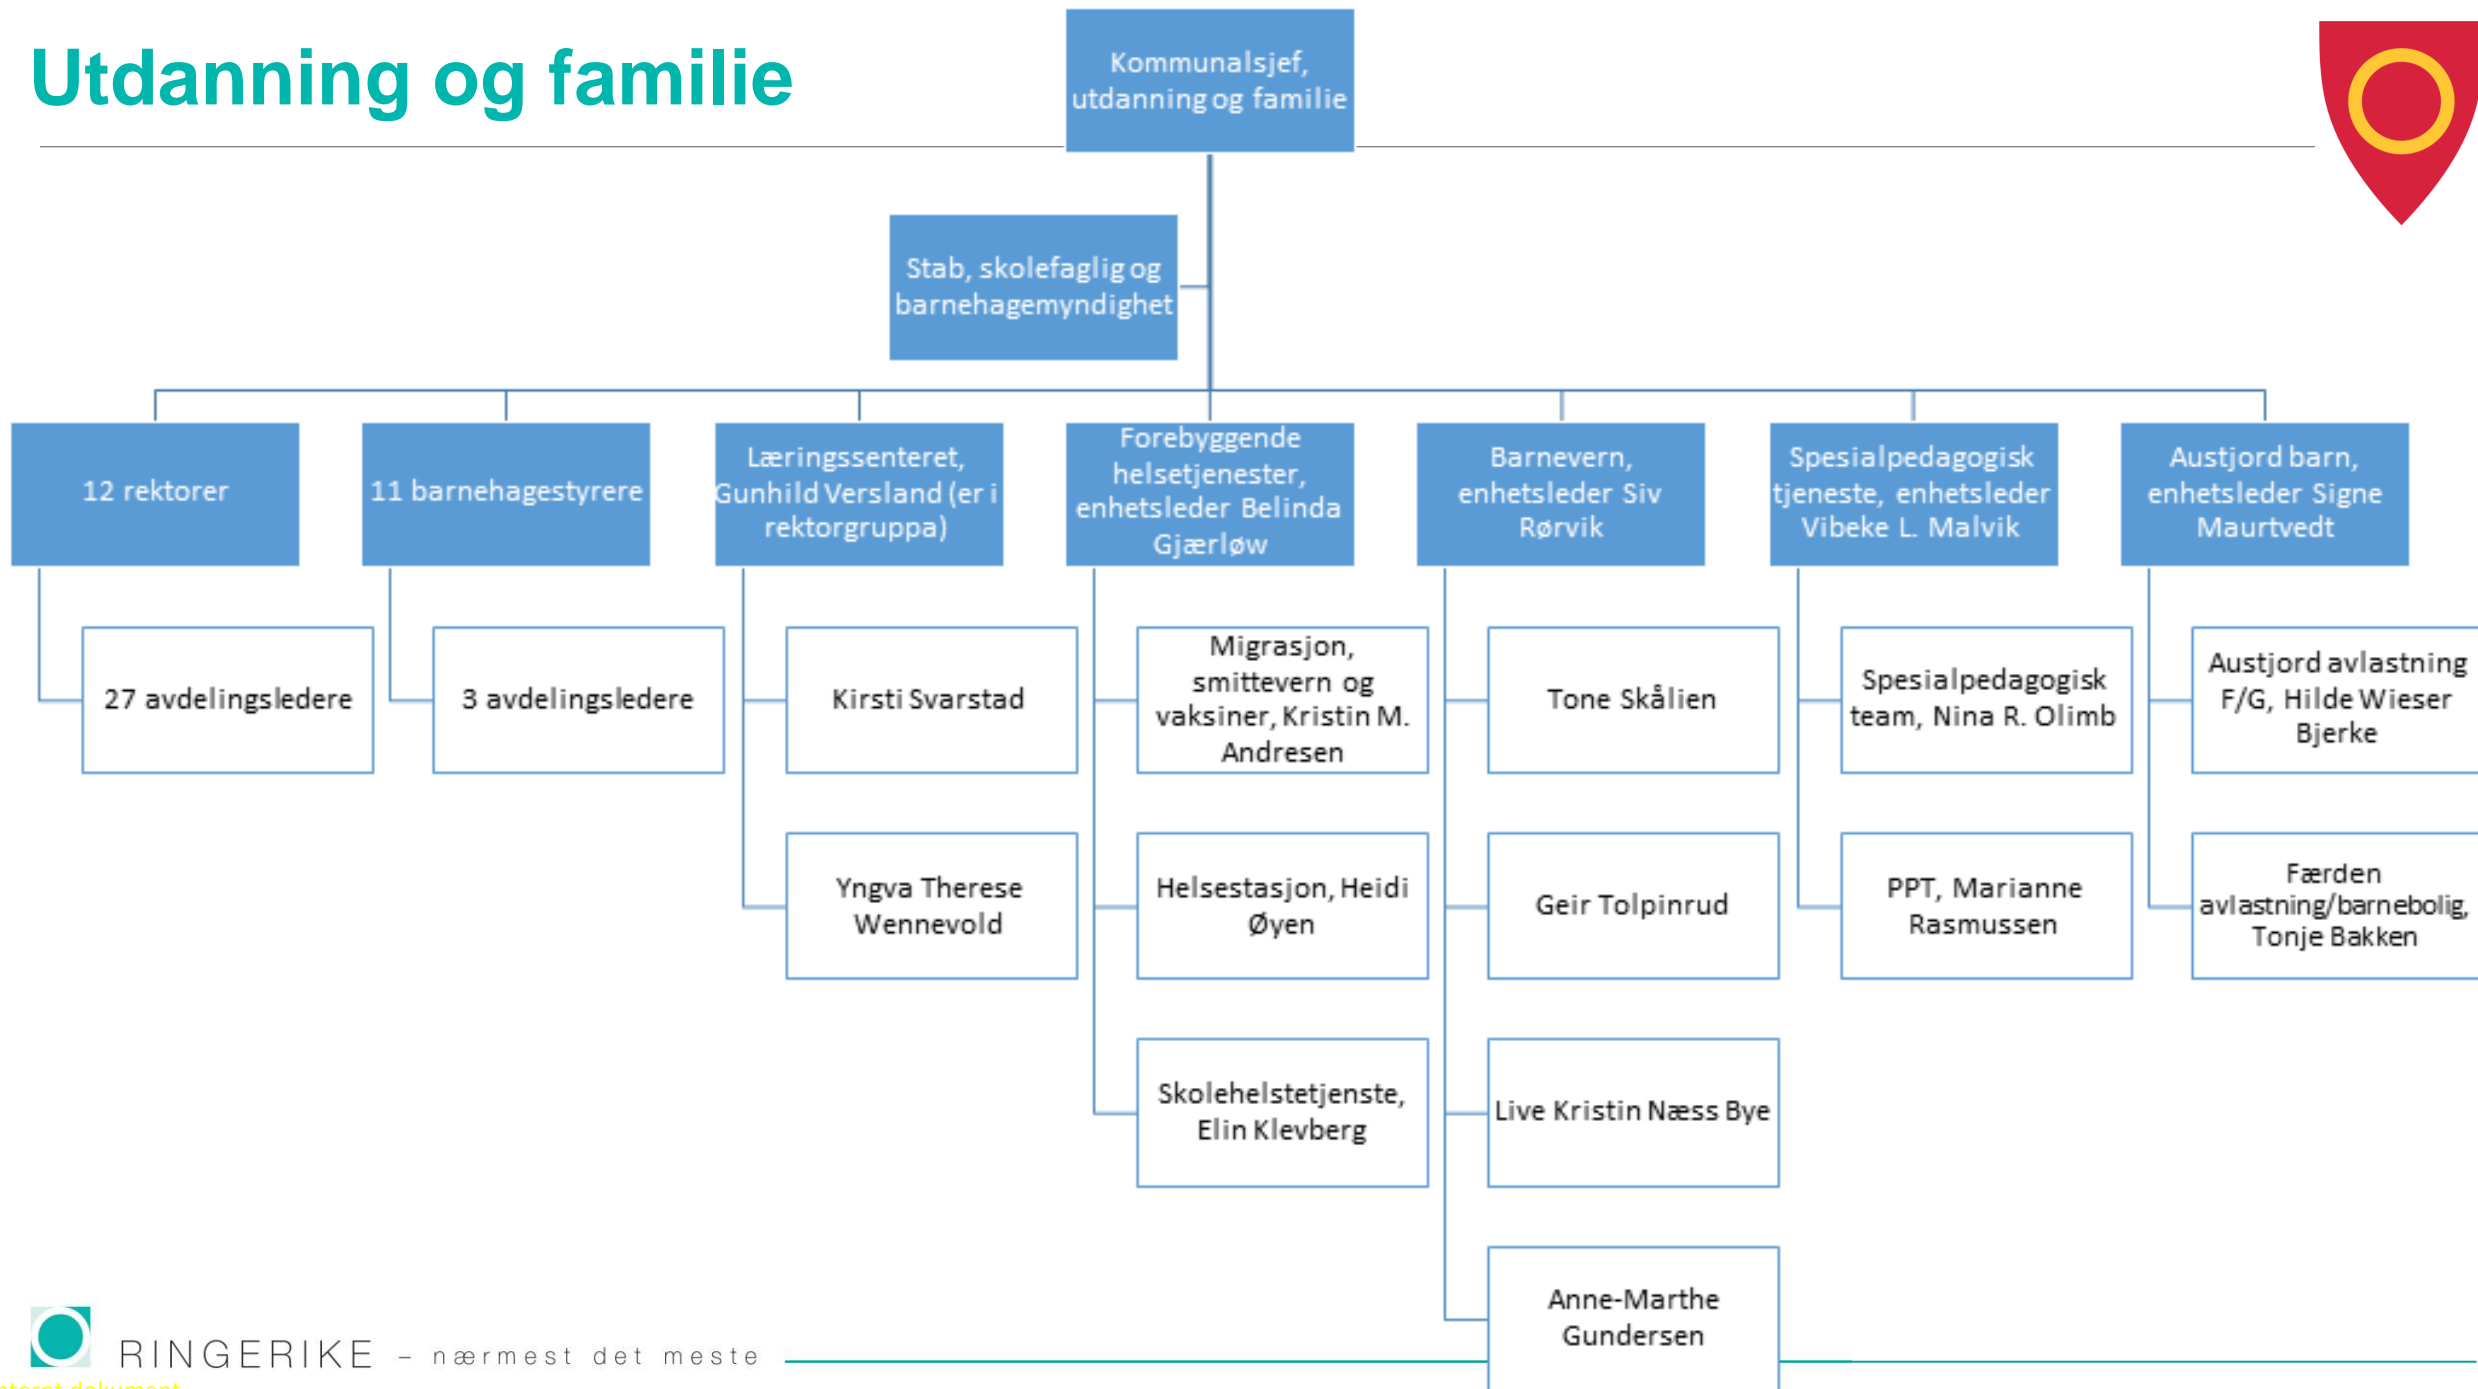 Utdanning og familie
Kommunalsjef,
utdanning og familie
Stab, skolefaglig og
barnehagemyndighet
12 rektorer
11 barnehagestyrere
Læringssenteret,
Gunhild Versland (er i
rektorgruppa)
Forebyggende
helsetjenester,
enhetsleder Belinda
Gjærløw
Barnevern,
enhetsleder Siv
Rørvik
Spesialpedagogisk
tjeneste, enhetsleder
Vibeke L. Malvik
Austjord barn,
enhetsleder Signe
Maurtvedt
27 avdelingsledere
3 avdelingsledere
Kirsti Svarstad
Migrasjon,
smittevern og
vaksiner, Kristin M.
Andresen
Tone Skålien
Spesialpedagogisk
team, Nina R. Olimb
Austjord avlastning
F/G, Hilde Wieser
Bjerke
Yngva Therese
Wennevold
Helsestasjon, Heidi
Øyen
Geir Tolpinrud
PPT, Marianne
Rasmussen
Færden
avlastning/barnebolig,
Tonje Bakken
Skolehelstetjenste,
Elin Klevberg
Live Kristin Næss Bye
Anne-Marthe
Gundersen
RINGERIKE – nærmest det meste